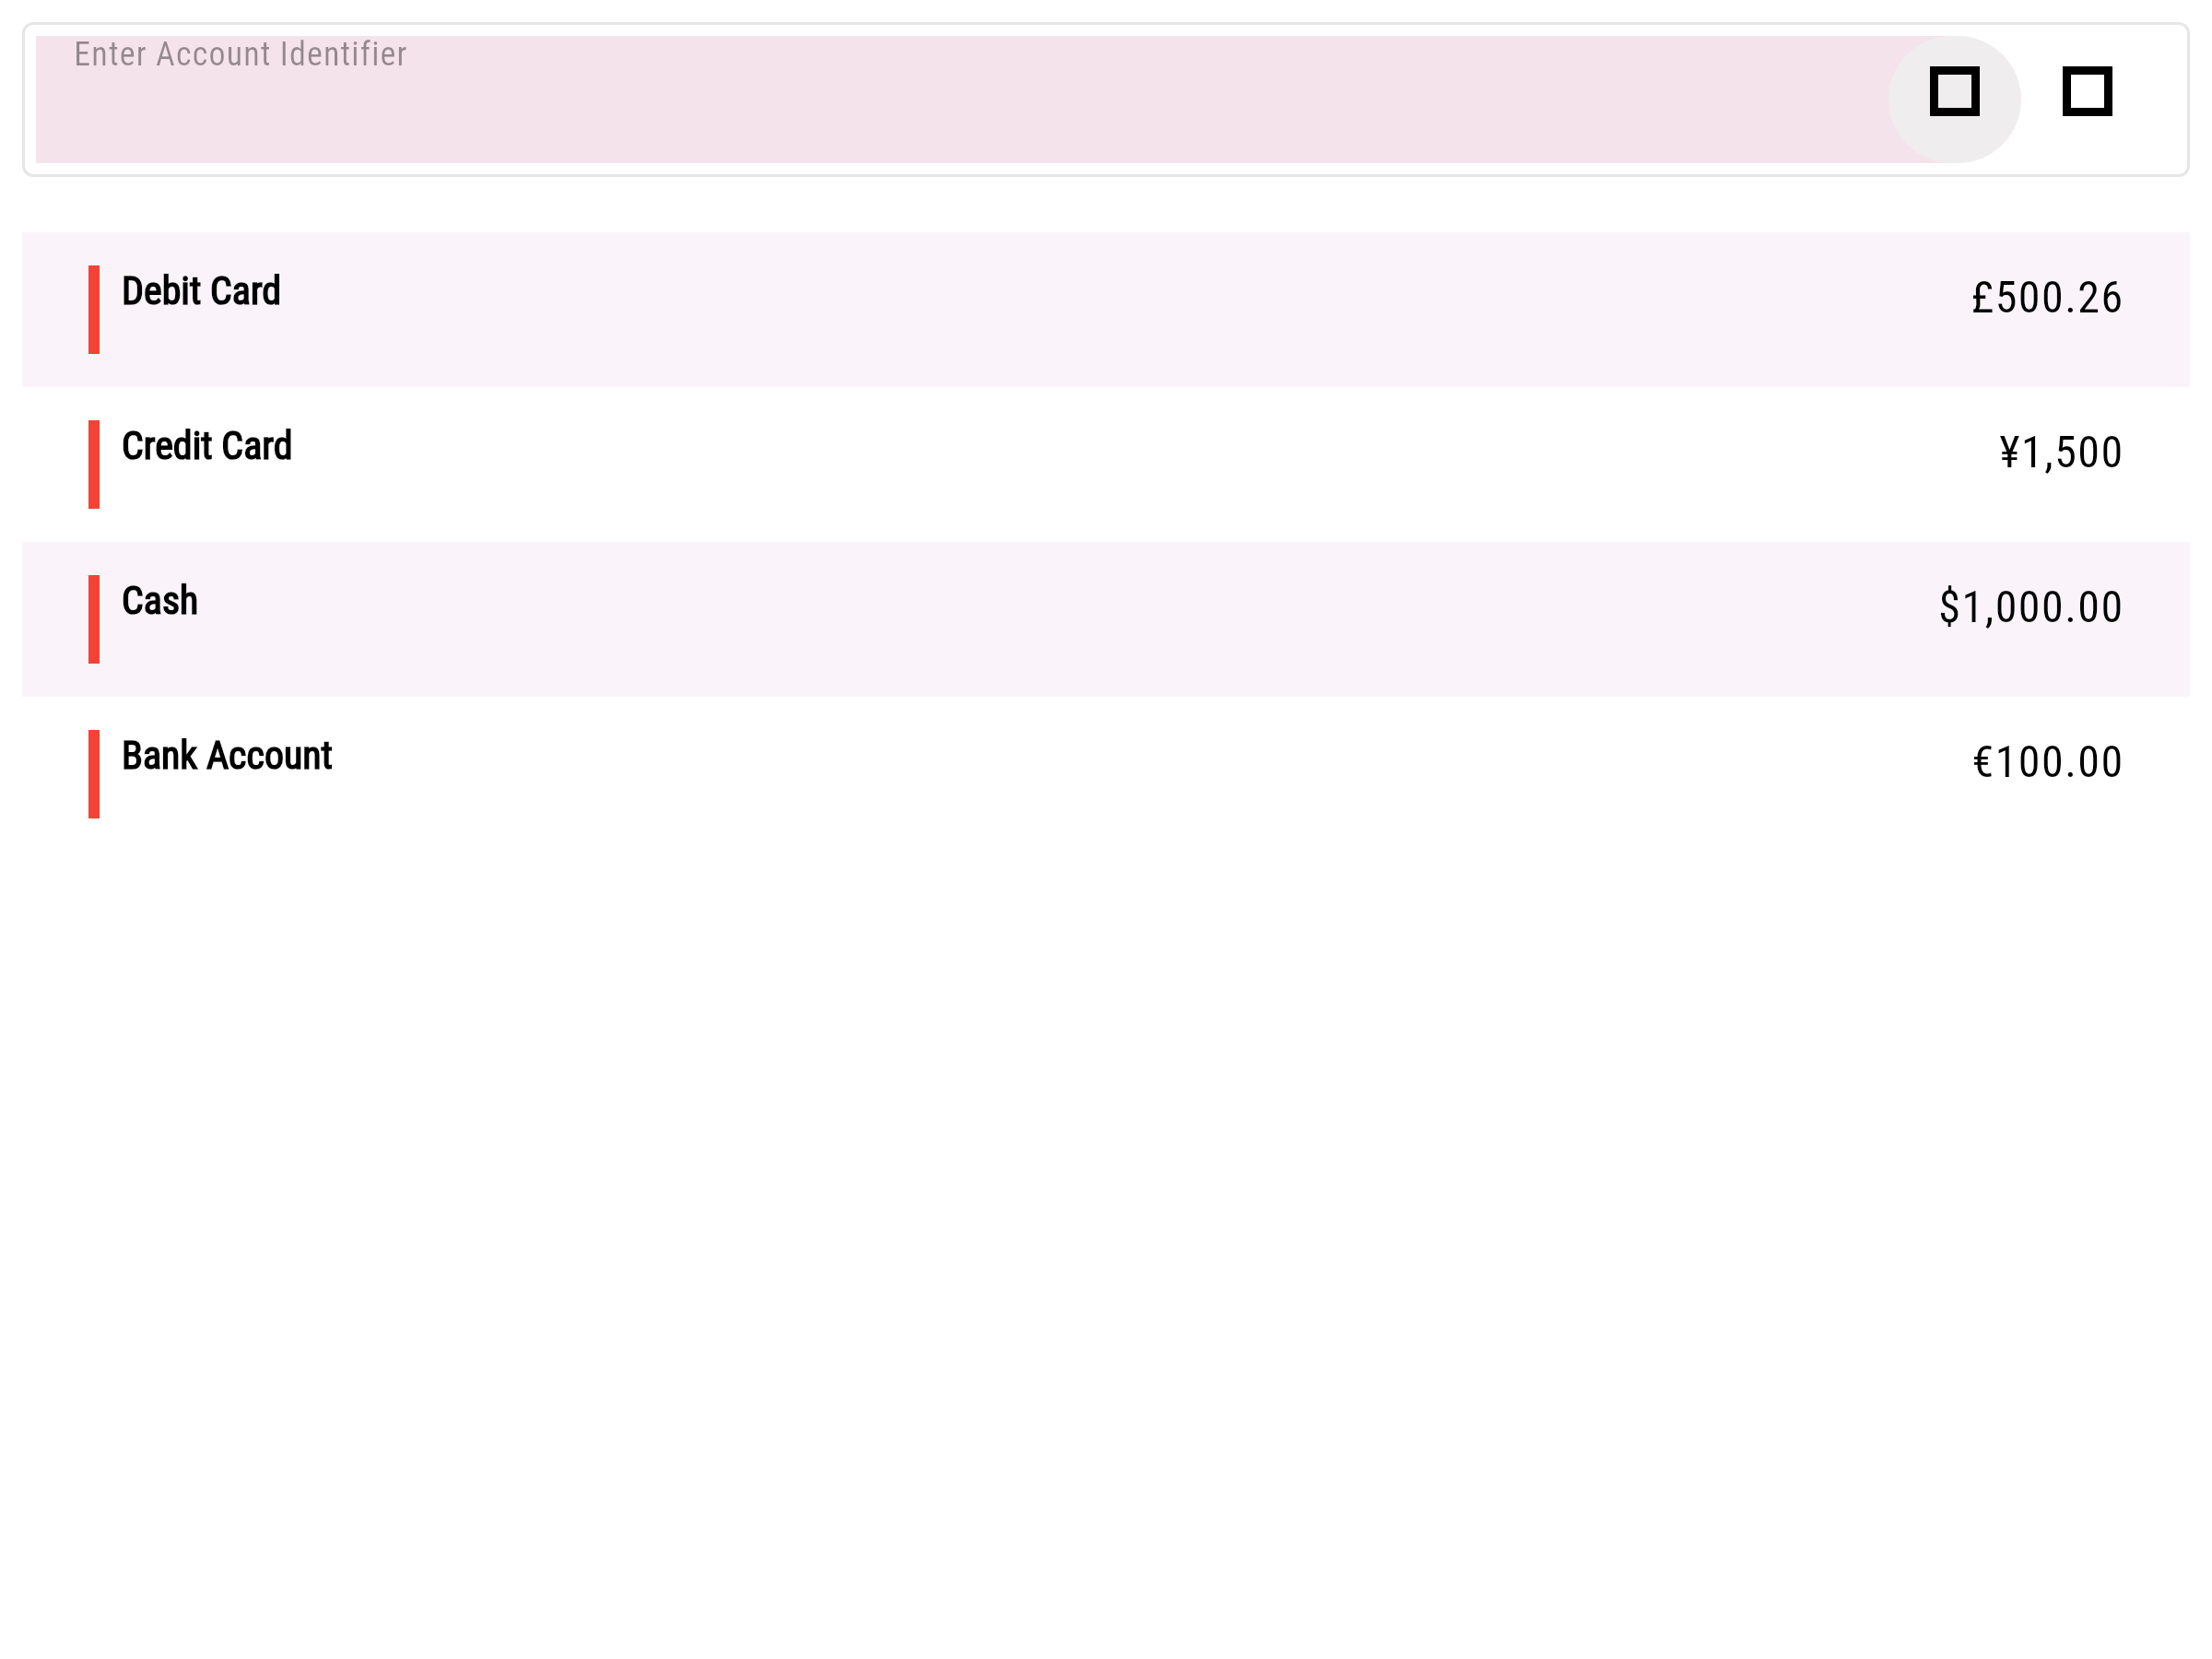 Enter Account Identifier
Debit Card
£500.26
Credit Card
¥1,500
Cash
$1,000.00
Bank Account
€100.00